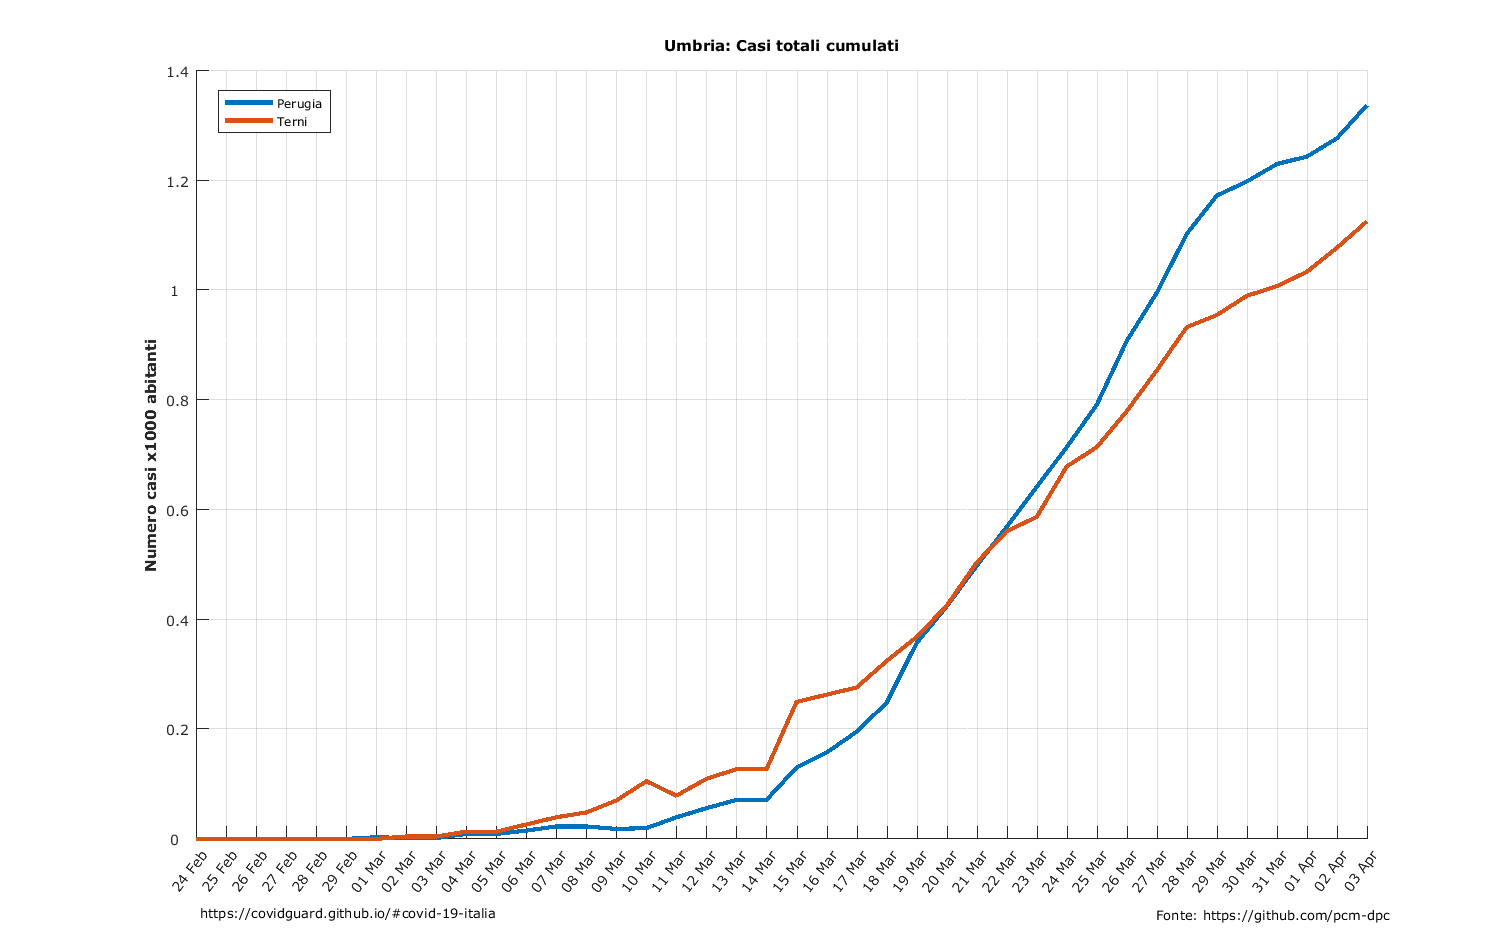 Umbria: Casi totali cumulati
Perugia
Terni
Numero casi x1000 abitanti
1.4
1.2
1
0.8
0.6
0.4
0.2
0
24 Feb
25 Feb
26 Feb
27 Feb
28 Feb
29 Feb
01 Mar
02 Mar
03 Mar
04 Mar
05 Mar
06 Mar
07 Mar
08 Mar
09 Mar
10 Mar
11 Mar
12 Mar
13 Mar
14 Mar
15 Mar
16 Mar
17 Mar
18 Mar
19 Mar
20 Mar
21 Mar
22 Mar
23 Mar
24 Mar
25 Mar
26 Mar
27 Mar
28 Mar
29 Mar
30 Mar
31 Mar
01 Apr
02 Apr
03 Apr
https://covidguard.github.io/#covid-19-italia
Fonte: https://github.com/pcm-dpc